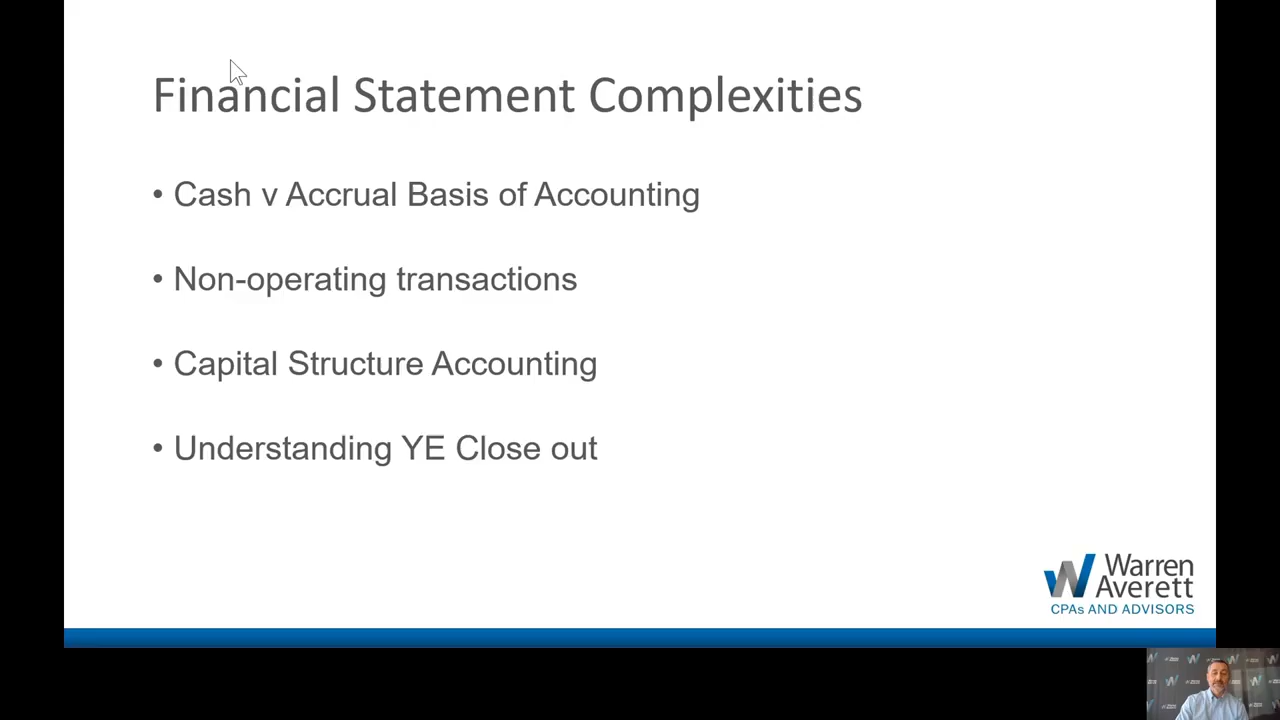 Financial Statement Complexities
• Cash v Accrual Basis of Accounting
• Non-operating transactions
• Capital Structure Accounting
• Understanding YE Close out
Warren
Averett
CPAs AND ADVISORS